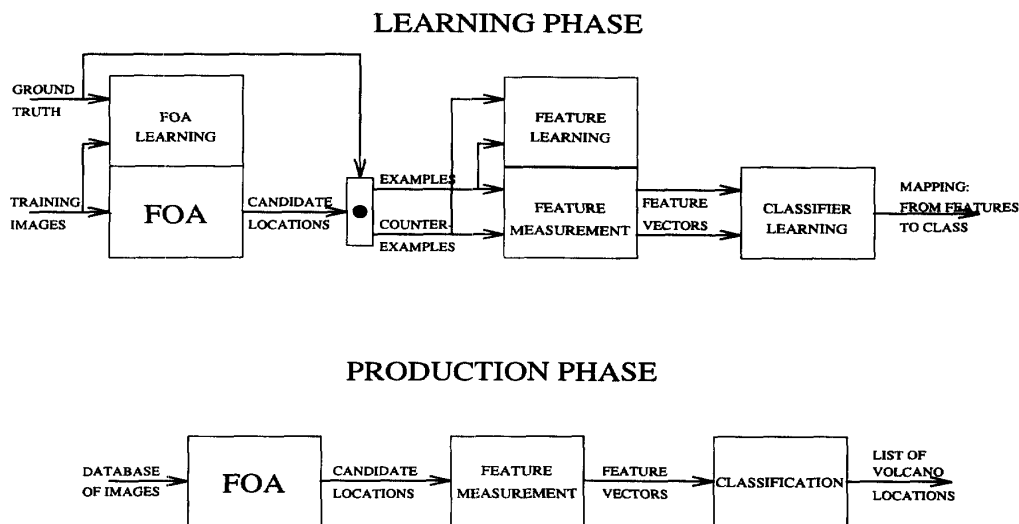 LEARNING PHASE
GROUND
TRUTH
FOA
LEARNING
TRAINING
IMAGES
FOA
CANDIDATE
LOCATIONS
EXAMPLES
COUNTER
EXAMPLES
FEATURE
LEARNING
FEATURE
MEASUREMENT
FEATURE
VECTORS
CLASSIFIER
LEARNING
MAPPING:
FROM FEATURES
TO CLASS
PRODUCTION PHASE
DATABASE
OF IMAGES
FOA
CANDIDATE
LOCATIONS
FEATURE
MEASUREMENT
FEATURE
VECTORS
CLASSIFICATION
LIST OF
VOLCANO
LOCATIONS